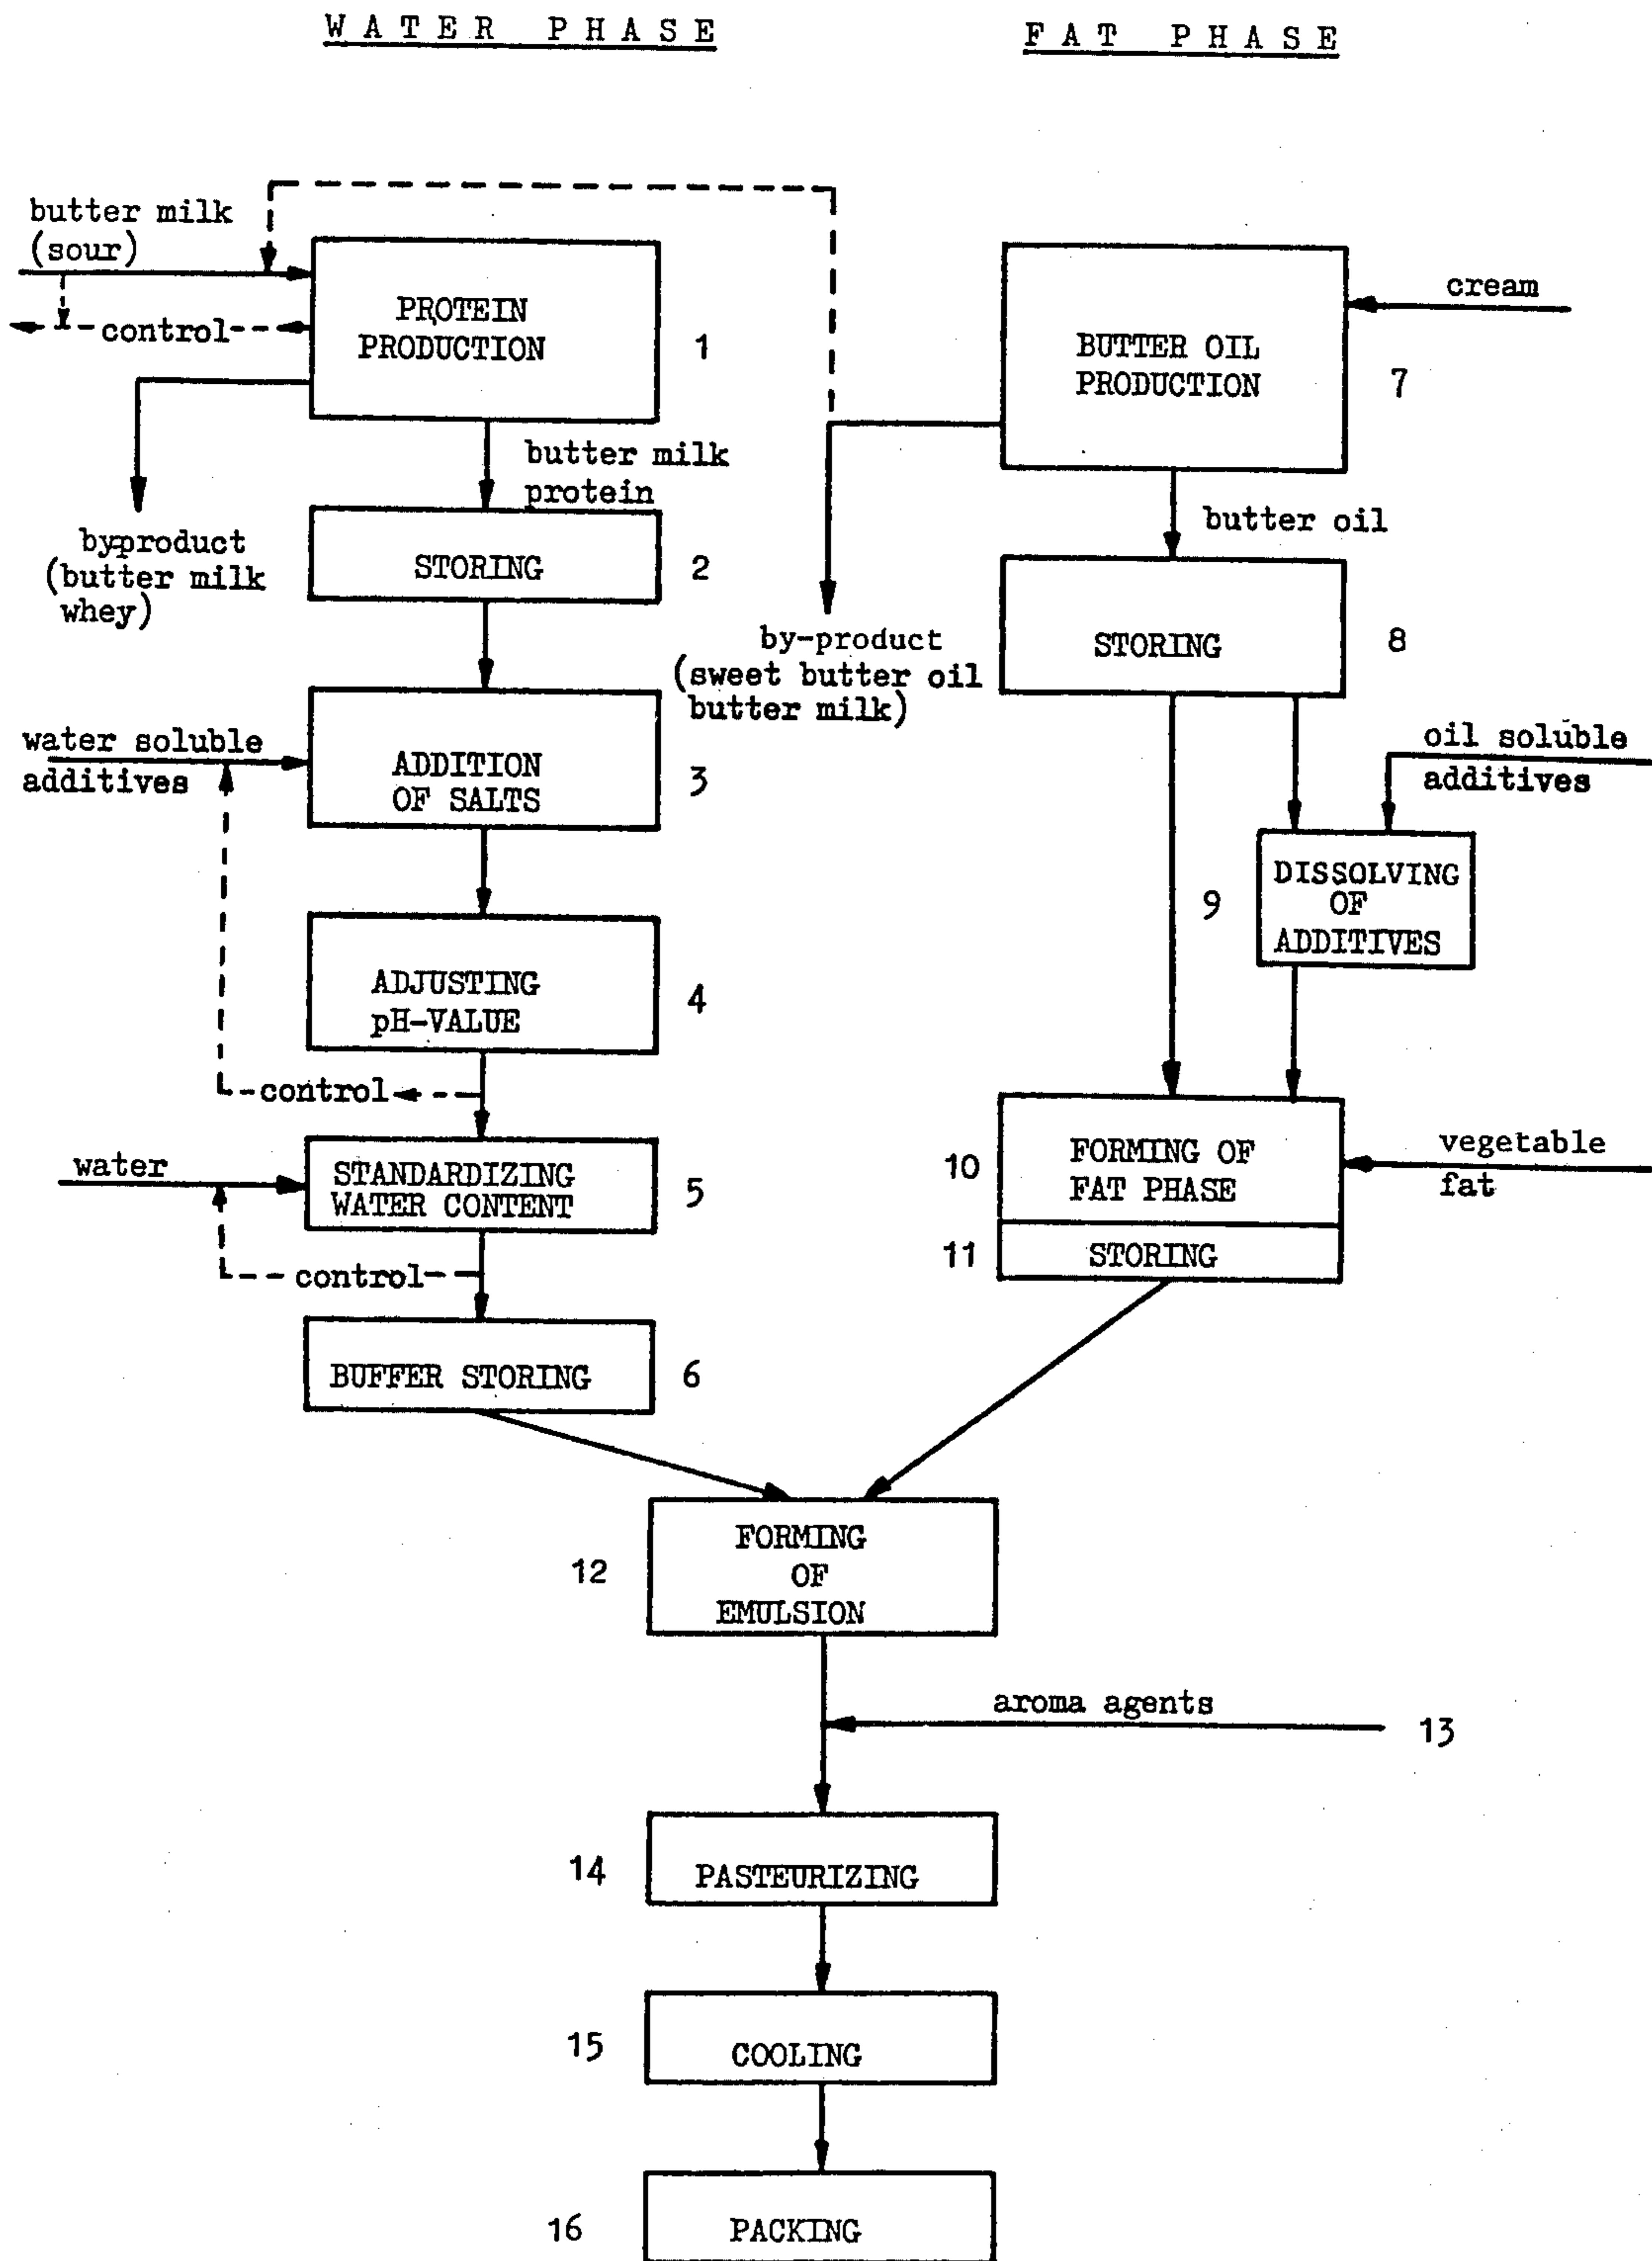 WATER PHASE
FAT PHASE
butter milk
(sour)
control
PROTEIN
PRODUCTION
1
butter milk
protein
byproduct
(butter milk
whey)
STORING
2
water soluble
additives
ADDITION
OF SALTS
3
ADJUSTING
pH-VALUE
4
control
water
STANDARDIZING
WATER CONTENT
5
control
BUFFER STORING
6
cream
BUTTER OIL
PRODUCTION
7
by-product
(sweet butter oil
butter milk)
butter oil
STORING
8
oil soluble
additives
9
DISSOLVING
OF
ADDITIVES
10
FORMING OF
FAT PHASE
vegetable
fat
11
STORING
12
FORMING
OF
EMULSION
aroma agents
13
14
PASTEURIZING
15
COOLING
16
PACKING